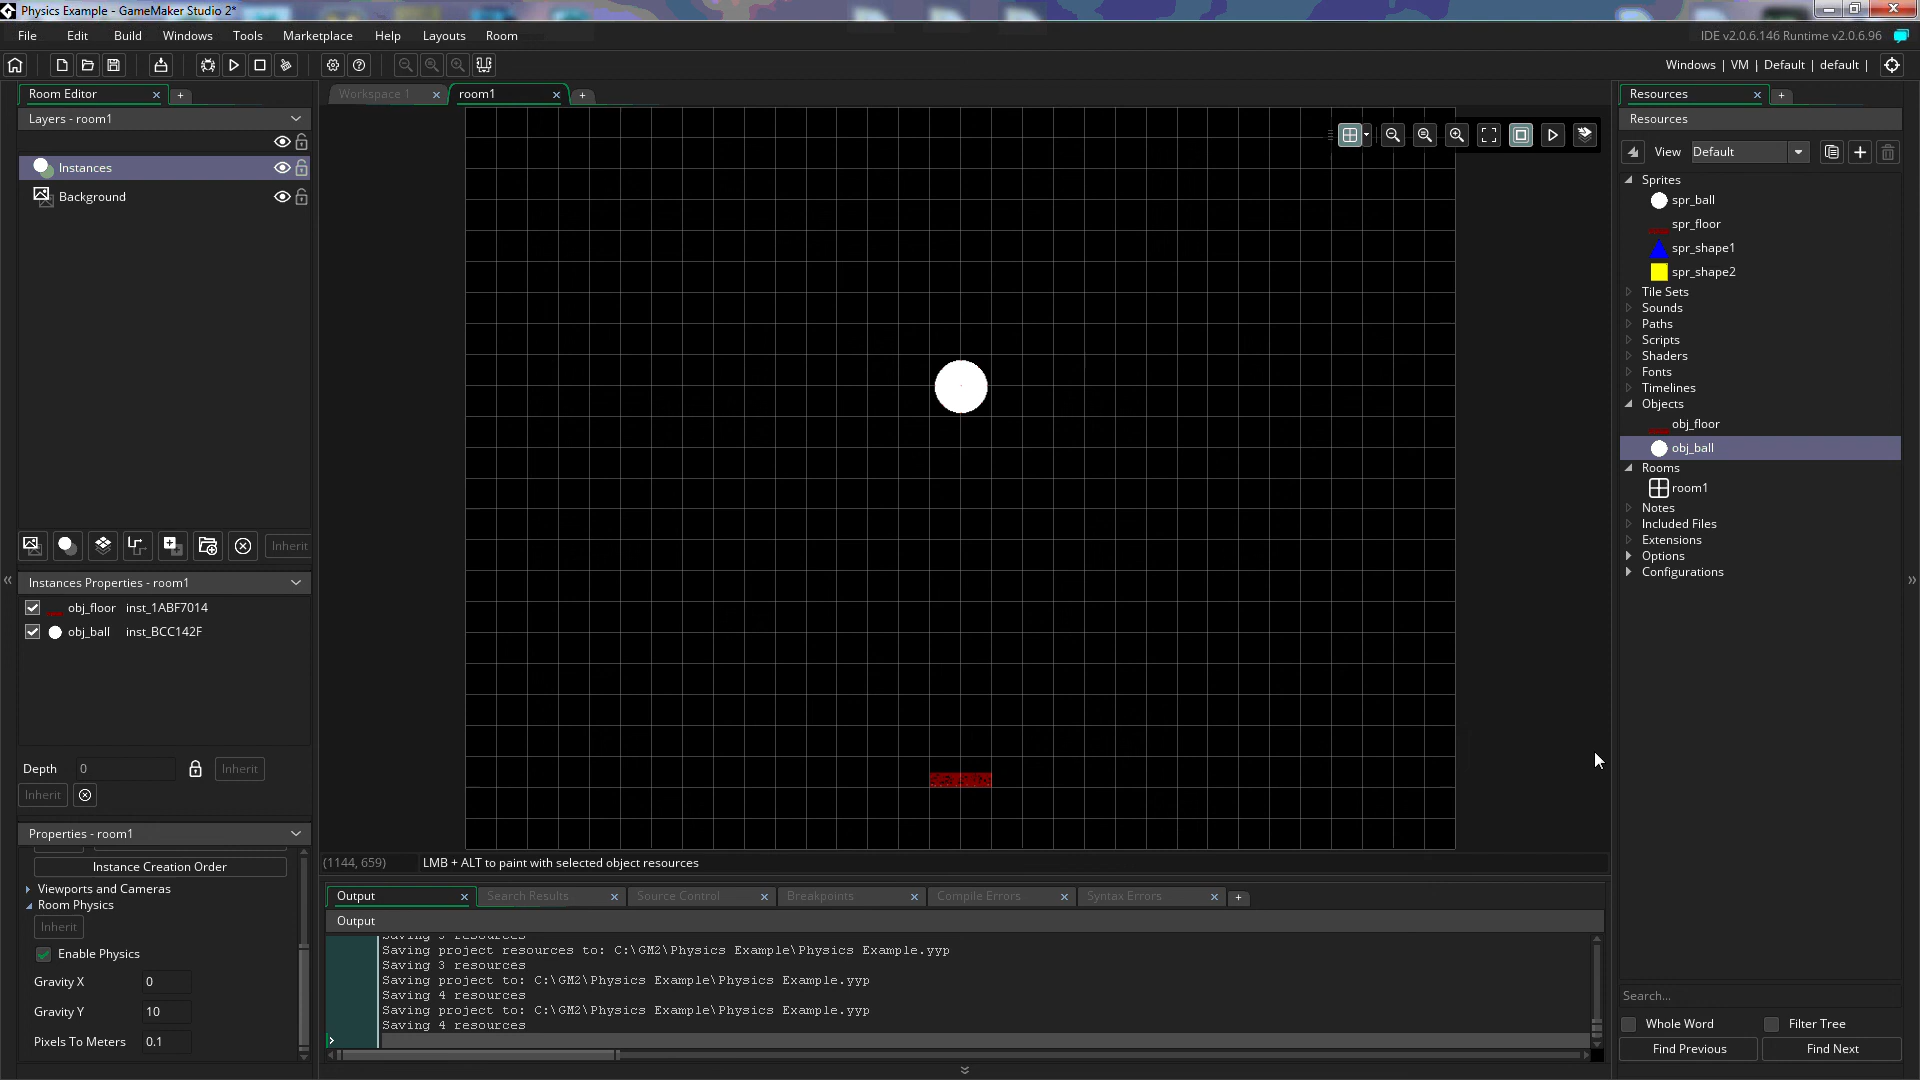 Physics Example - GameMaker Studio 2*
File Edit Build Windows Tools Marketplace Help Layouts Room
IDE v2.0.6.146 Runtime v2.0.6.96
Windows | VM | Default | default |
Room Editor
Layers - room1
Instances
Background
Inherit
Instances Properties - room1
obj_floor inst_1ABF7014
obj_ball inst_BCC142F
Depth 0 Inherit
Inherit
Properties - room1
Instance Creation Order
Viewports and Cameras
Room Physics
Inherit
Enable Physics
Gravity X 0
Gravity Y 10
Pixels To Meters 0.1
Workspace 1 room1
(1144, 659) LMB + ALT to paint with selected object resources
Output Search Results Source Control Breakpoints Compile Errors Syntax Errors
Output
Saving 3 resources
Saving project resources to: C:\GM2\Physics Example\Physics Example.yyp
Saving 3 resources
Saving project to: C:\GM2\Physics Example\Physics Example.yyp
Saving 4 resources
Saving project to: C:\GM2\Physics Example\Physics Example.yyp
Saving 4 resources
Resources
Resources
View Default
Sprites
spr_ball
spr_floor
spr_shape1
spr_shape2
Tile Sets
Sounds
Paths
Scripts
Shaders
Fonts
Timelines
Objects
obj_floor
obj_ball
Rooms
room1
Notes
Included Files
Extensions
Options
Configurations
Search...
Whole Word Filter Tree
Find Previous Find Next